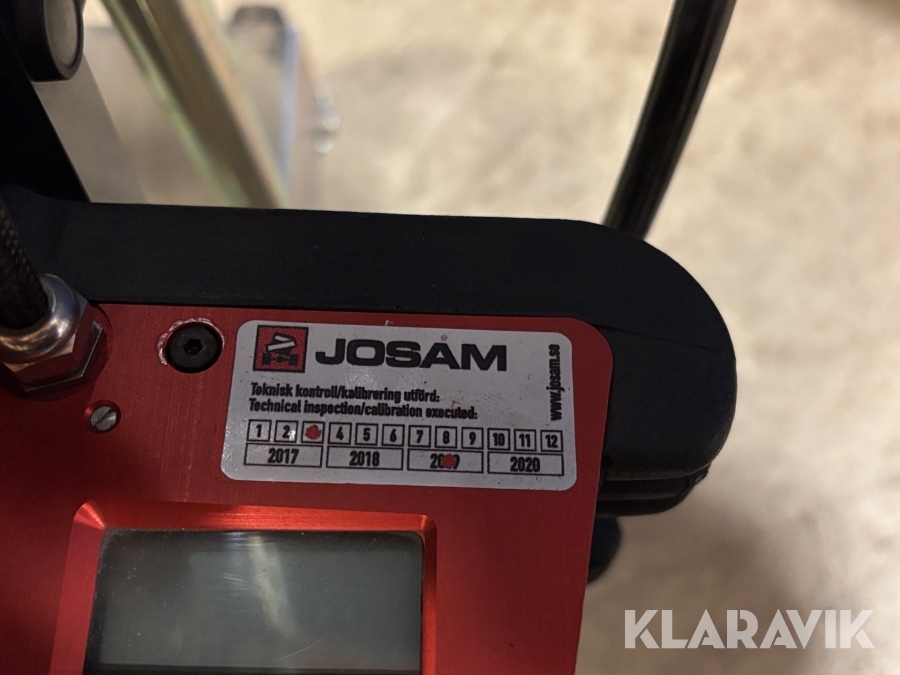 JOSAM
www.josam.se
Teknisk kontroll/kalibrering utförd:
Technical inspection/calibration executed:
1 2 4 5 6 7 8 9 10 11 12
2017 2018 2020
KLARAVIK